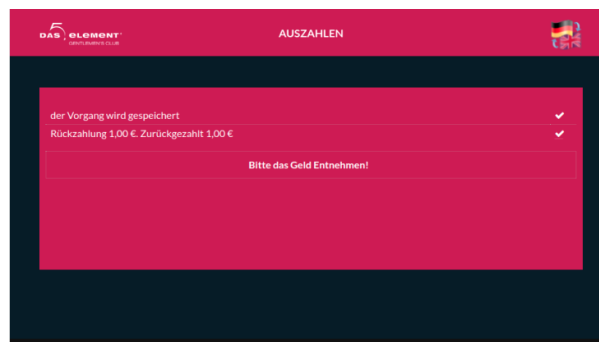 DAS 5. ELEMENT
GENTLEMEN'S CLUB
AUSZAHLEN
der Vorgang wird gespeichert
Rückzahlung 1,00 €. Zurückgezahlt 1,00 €
Bitte das Geld Entnehmen!